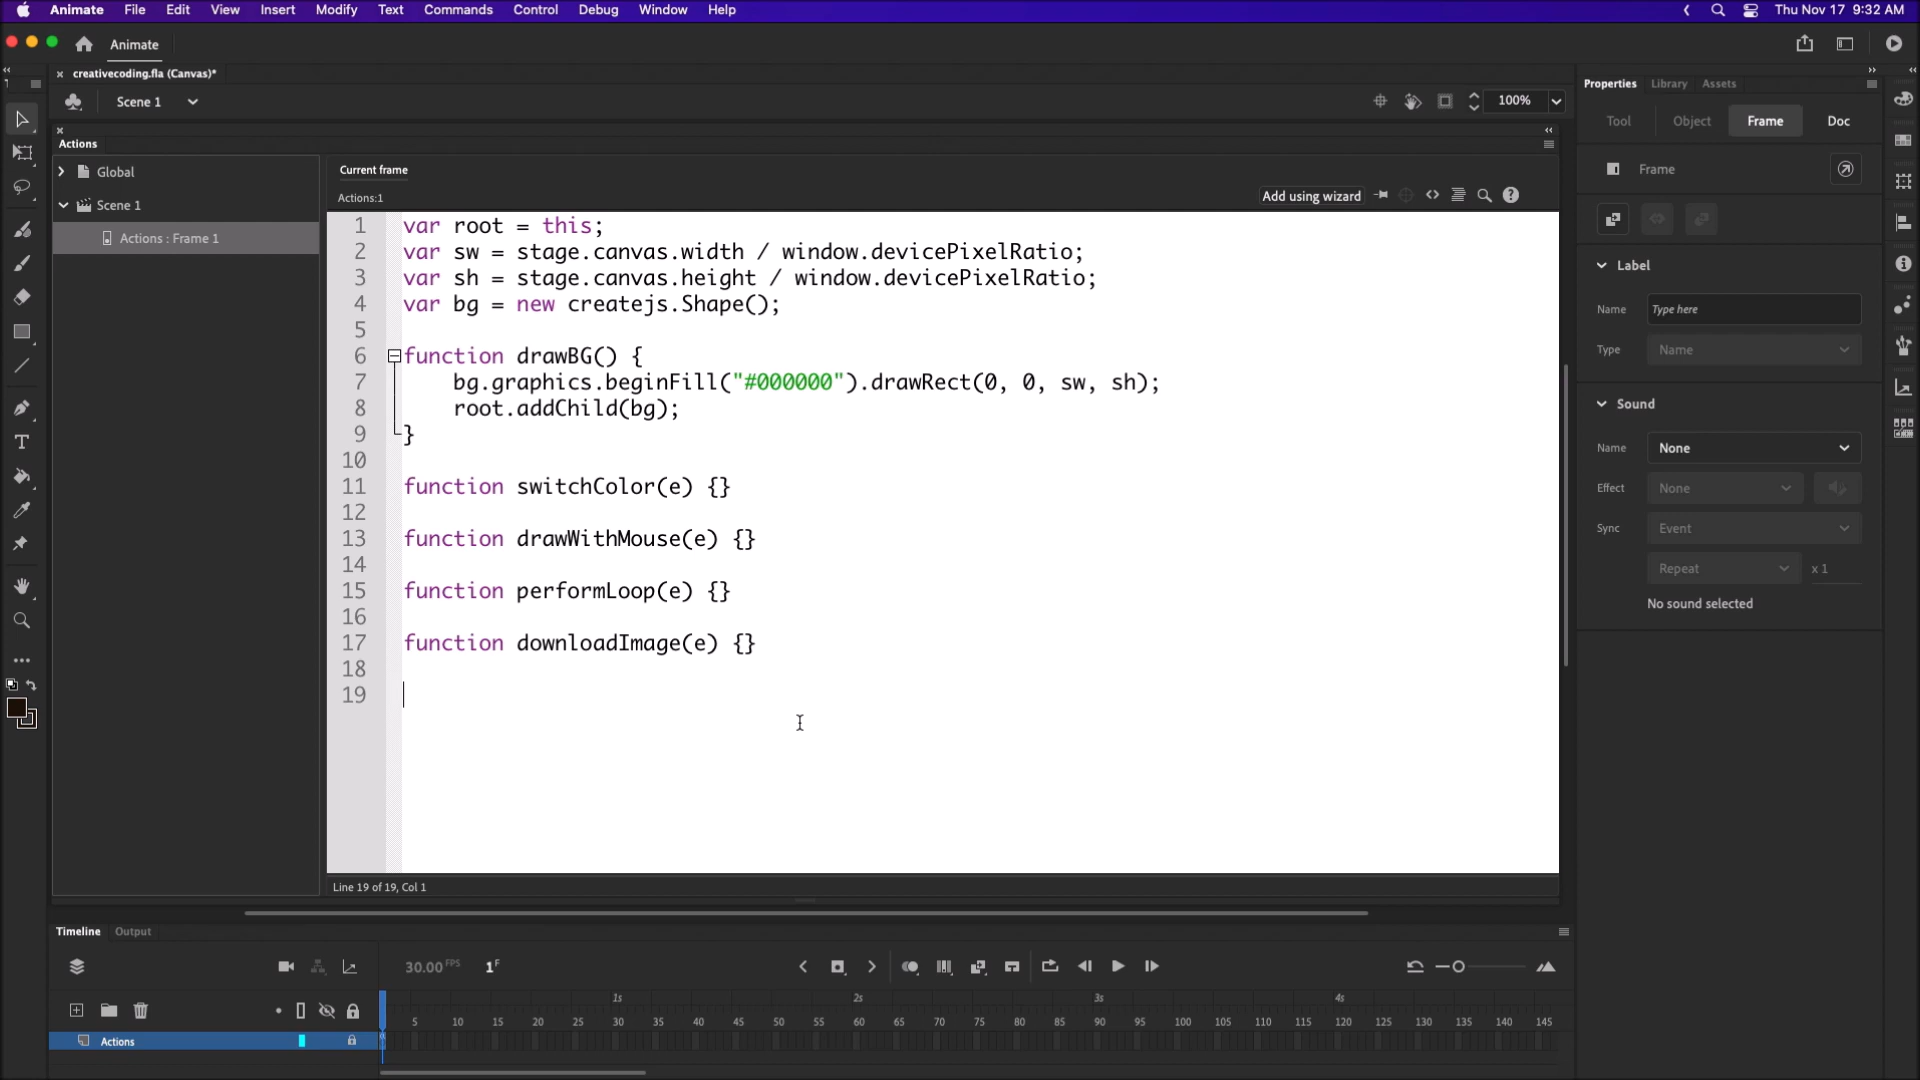 Animate File Edit View Insert Modify Text Commands Control Debug Window Help Thu Nov 17 9:32 AM
Animate
creativecoding.fla (Canvas)*
Scene 1 100%
Properties Library Assets
Tool Object Frame Doc
Actions
Global
Scene 1
Actions : Frame 1
Current frame
Actions:1
Add using wizard
1 var root = this;
2 var sw = stage.canvas.width / window.devicePixelRatio;
3 var sh = stage.canvas.height / window.devicePixelRatio;
4 var bg = new createjs.Shape();
5
6 function drawBG() {
7 bg.graphics.beginFill("#000000").drawRect(0, 0, sw, sh);
8 root.addChild(bg);
9 }
10
11 function switchColor(e) {}
12
13 function drawWithMouse(e) {}
14
15 function performLoop(e) {}
16
17 function downloadImage(e) {}
18
19
Line 19 of 19, Col 1
Frame
Label
Name Type here
Type Name
Sound
Name None
Effect None
Sync Event
Repeat x 1
No sound selected
Timeline Output
30.00 FPS 1 F
1s 2s 3s 4s
5 10 15 20 25 30 35 40 45 50 55 60 65 70 75 80 85 90 95 100 105 110 115 120 125 130 135 140 145
Actions